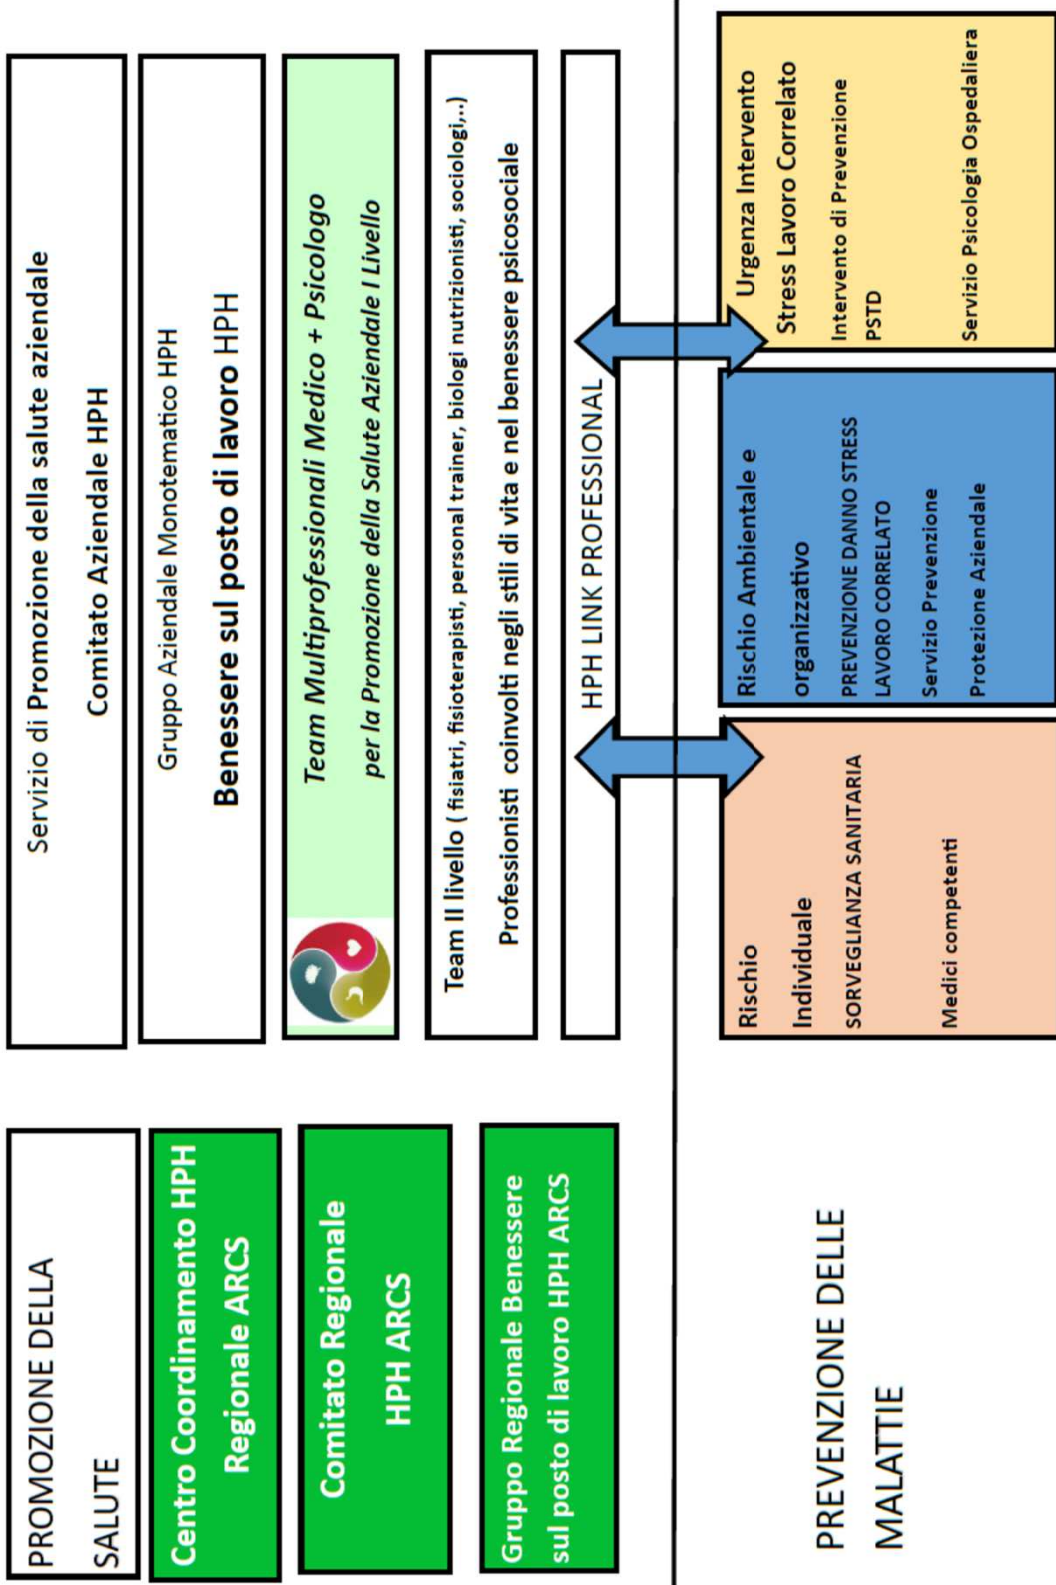 PROMOZIONE DELLA
SALUTE
Centro Coordinamento HPH
Regionale ARCS
Comitato Regionale
HPH ARCS
Gruppo Regionale Benessere
sul posto di lavoro HPH ARCS
Servizio di Promozione della salute aziendale
Comitato Aziendale HPH
Gruppo Aziendale Monotematico HPH
Benessere sul posto di lavoro HPH
Team Multiprofessionali Medico + Psicologo
per la Promozione della Salute Aziendale I Livello
Team II livello ( fisiatri, fisioterapisti, personal trainer, biologi nutrizionisti, sociologi,..)
Professionisti coinvolti negli stili di vita e nel benessere psicosociale
HPH LINK PROFESSIONAL
PREVENZIONE DELLE
MALATTIE
Rischio
Individuale
SORVEGLIANZA SANITARIA
Medici competenti
Rischio Ambientale e
organizzativo
PREVENZIONE DANNO STRESS
LAVORO CORRELATO
Servizio Prevenzione
Protezione Aziendale
Urgenza Intervento
Stress Lavoro Correlato
Intervento di Prevenzione
PSTD
Servizio Psicologia Ospedaliera